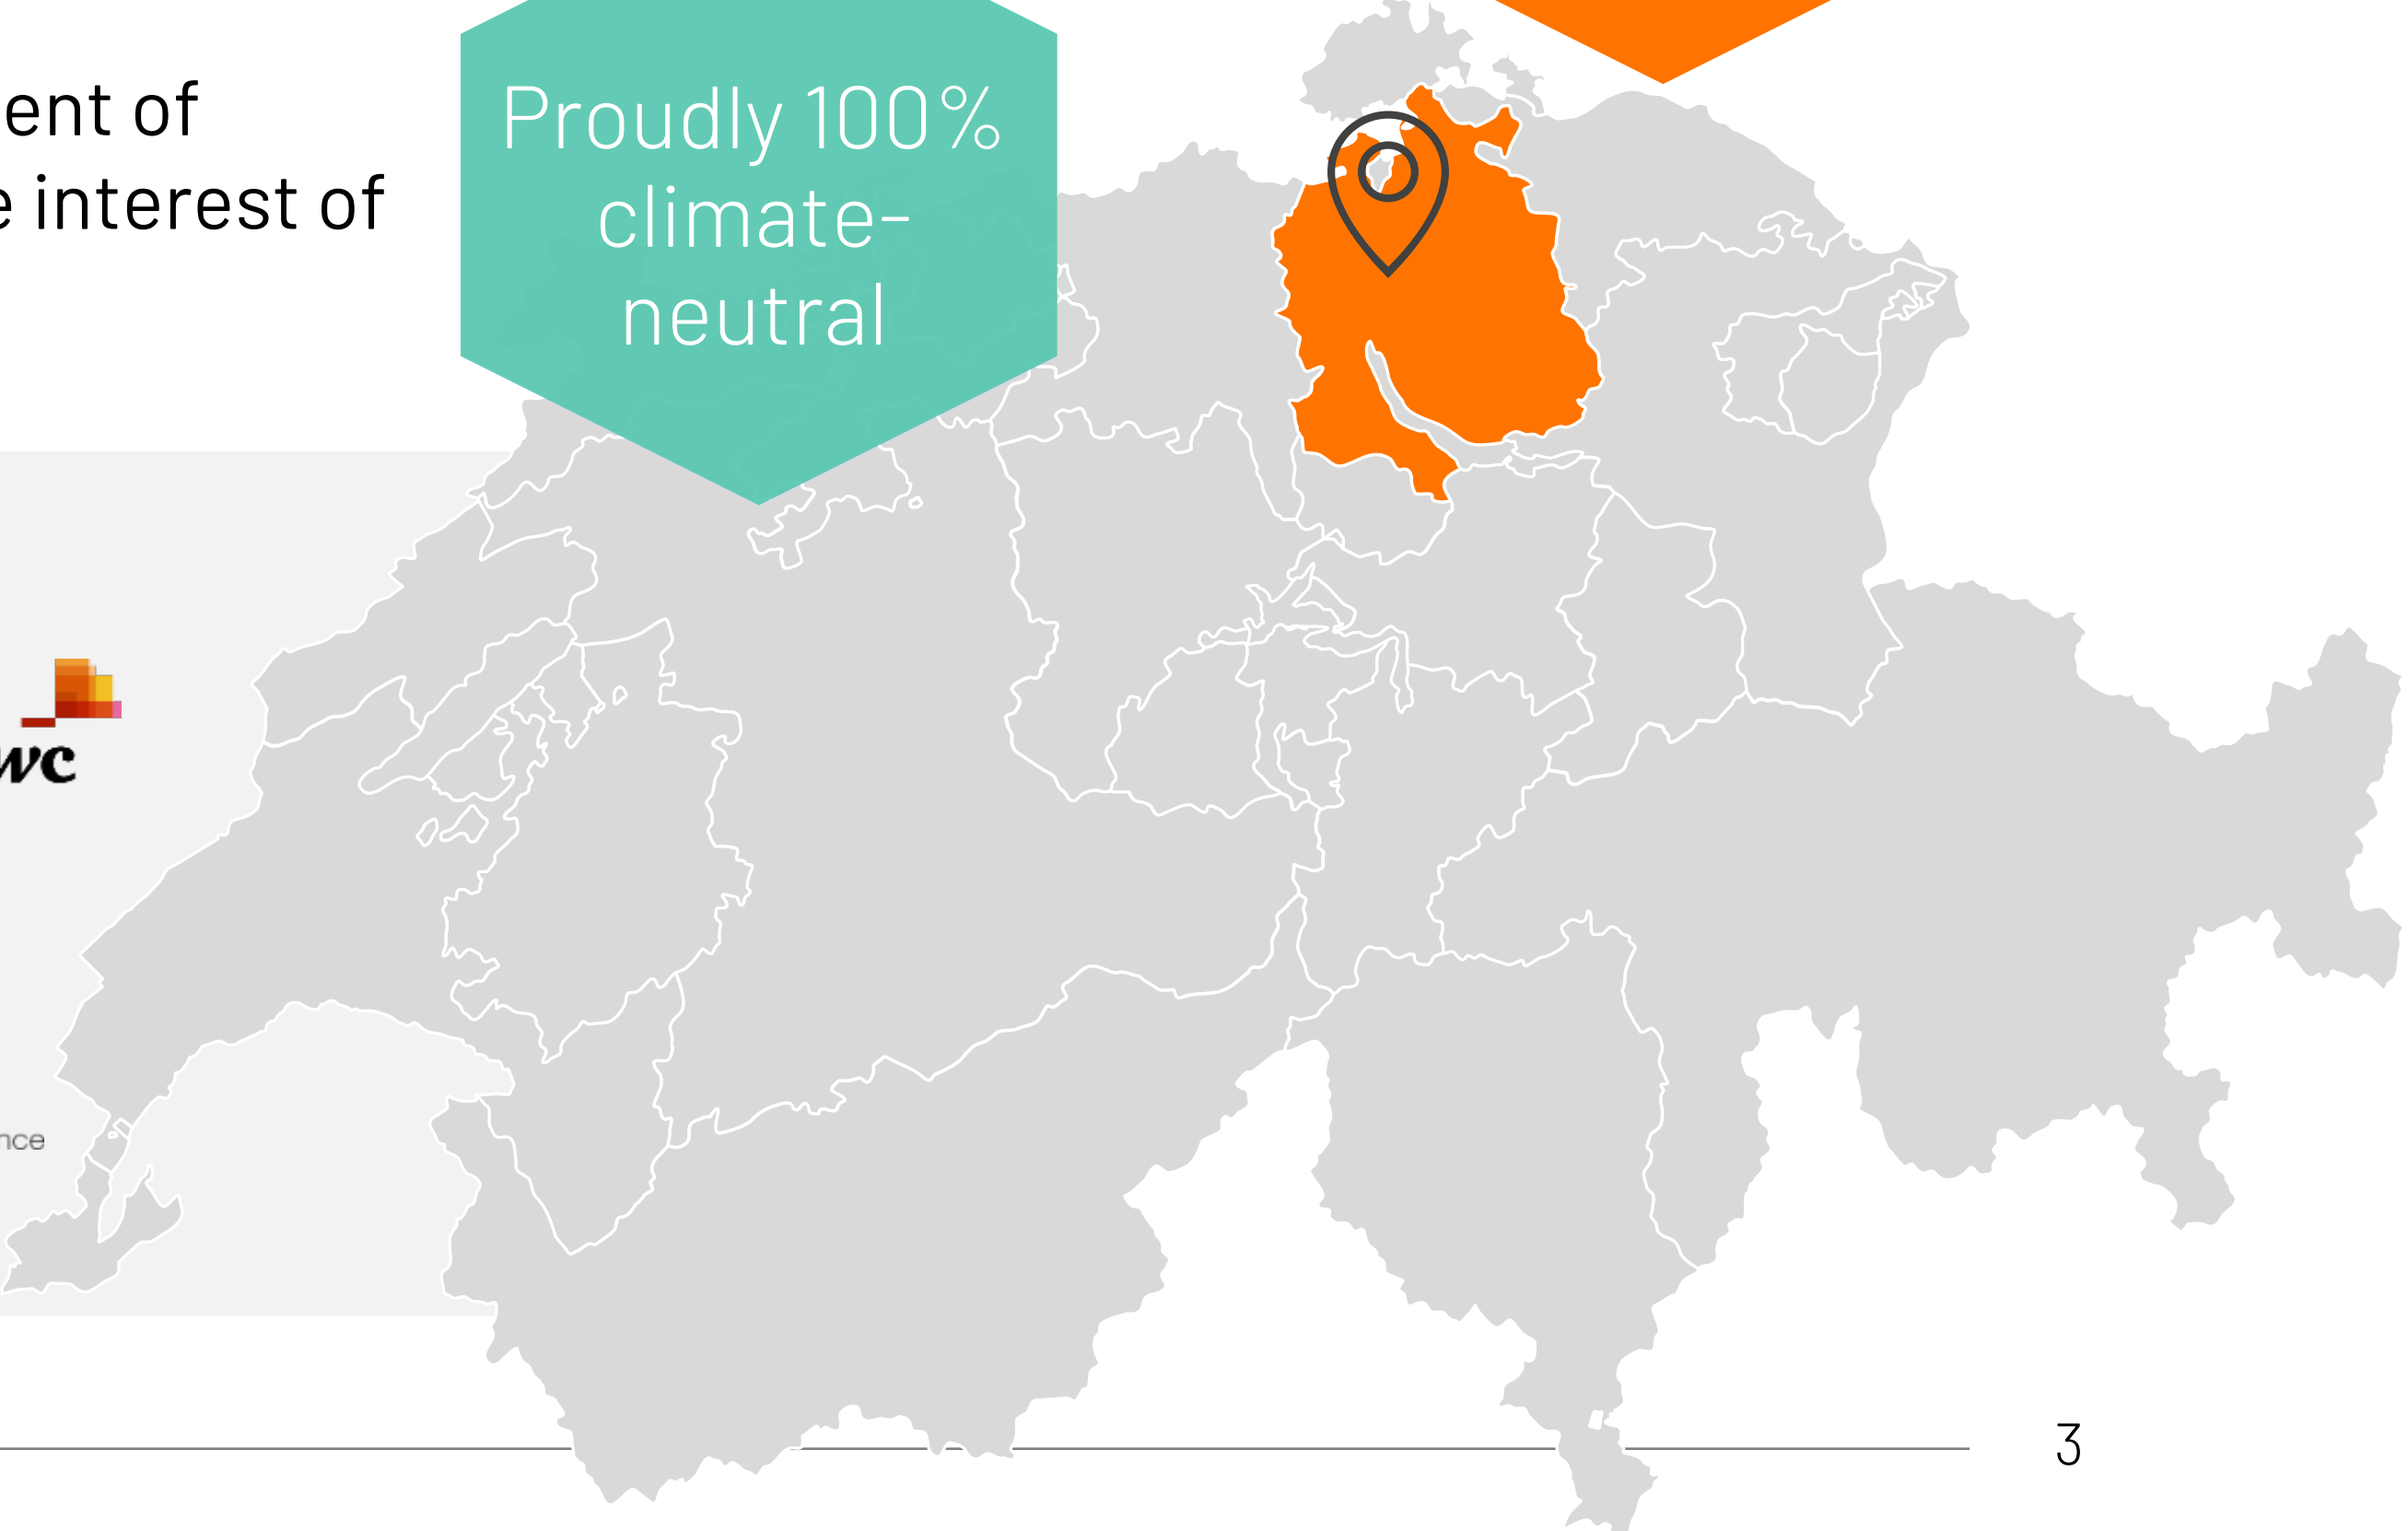 ent of
e interest of
Proudly 100%
climate-
neutral
wc
nce
3